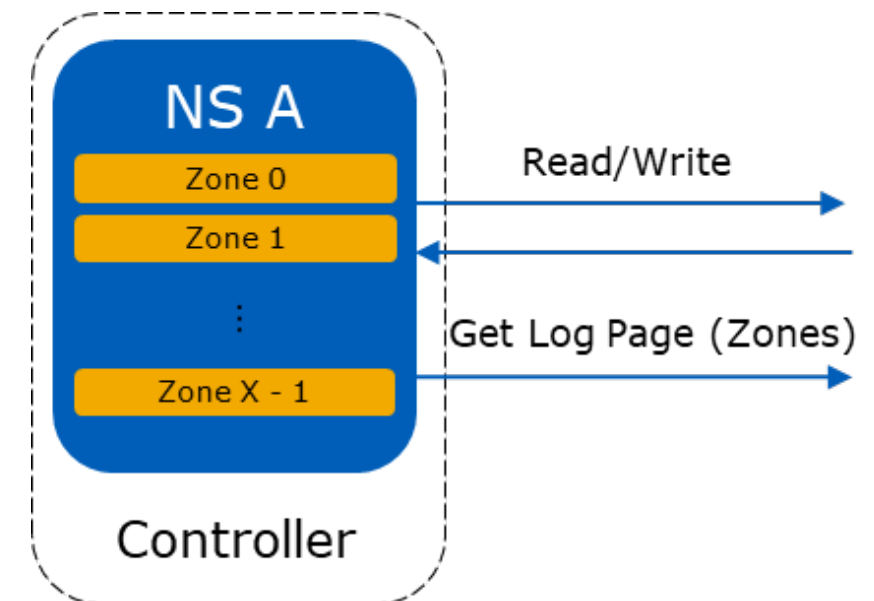 NS A
Zone 0
Zone 1
⋮
Zone X - 1
Controller
Read/Write
Get Log Page (Zones)